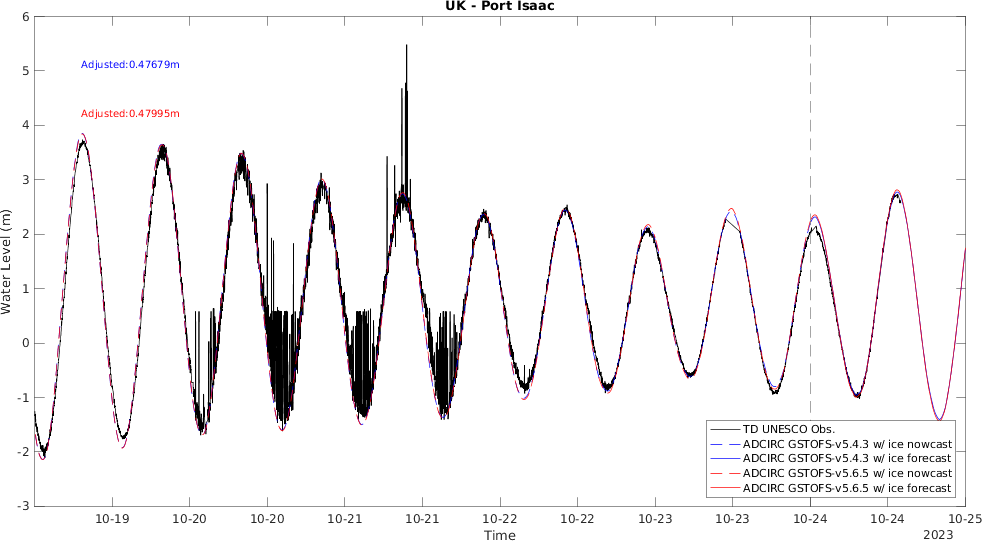 UK - Port Isaac
6
5
4
3
2
1
0
-1
-2
-3
Water Level (m)
Adjusted:0.47679m
Adjusted:0.47995m
TD UNESCO Obs.
ADCIRC GSTOFS-v5.4.3 w/ ice nowcast
ADCIRC GSTOFS-v5.4.3 w/ ice forecast
ADCIRC GSTOFS-v5.6.5 w/ ice nowcast
ADCIRC GSTOFS-v5.6.5 w/ ice forecast
10-19 10-20 10-20 10-21 10-21 10-22 10-22 10-23 10-23 10-24 10-24 10-25
Time
2023